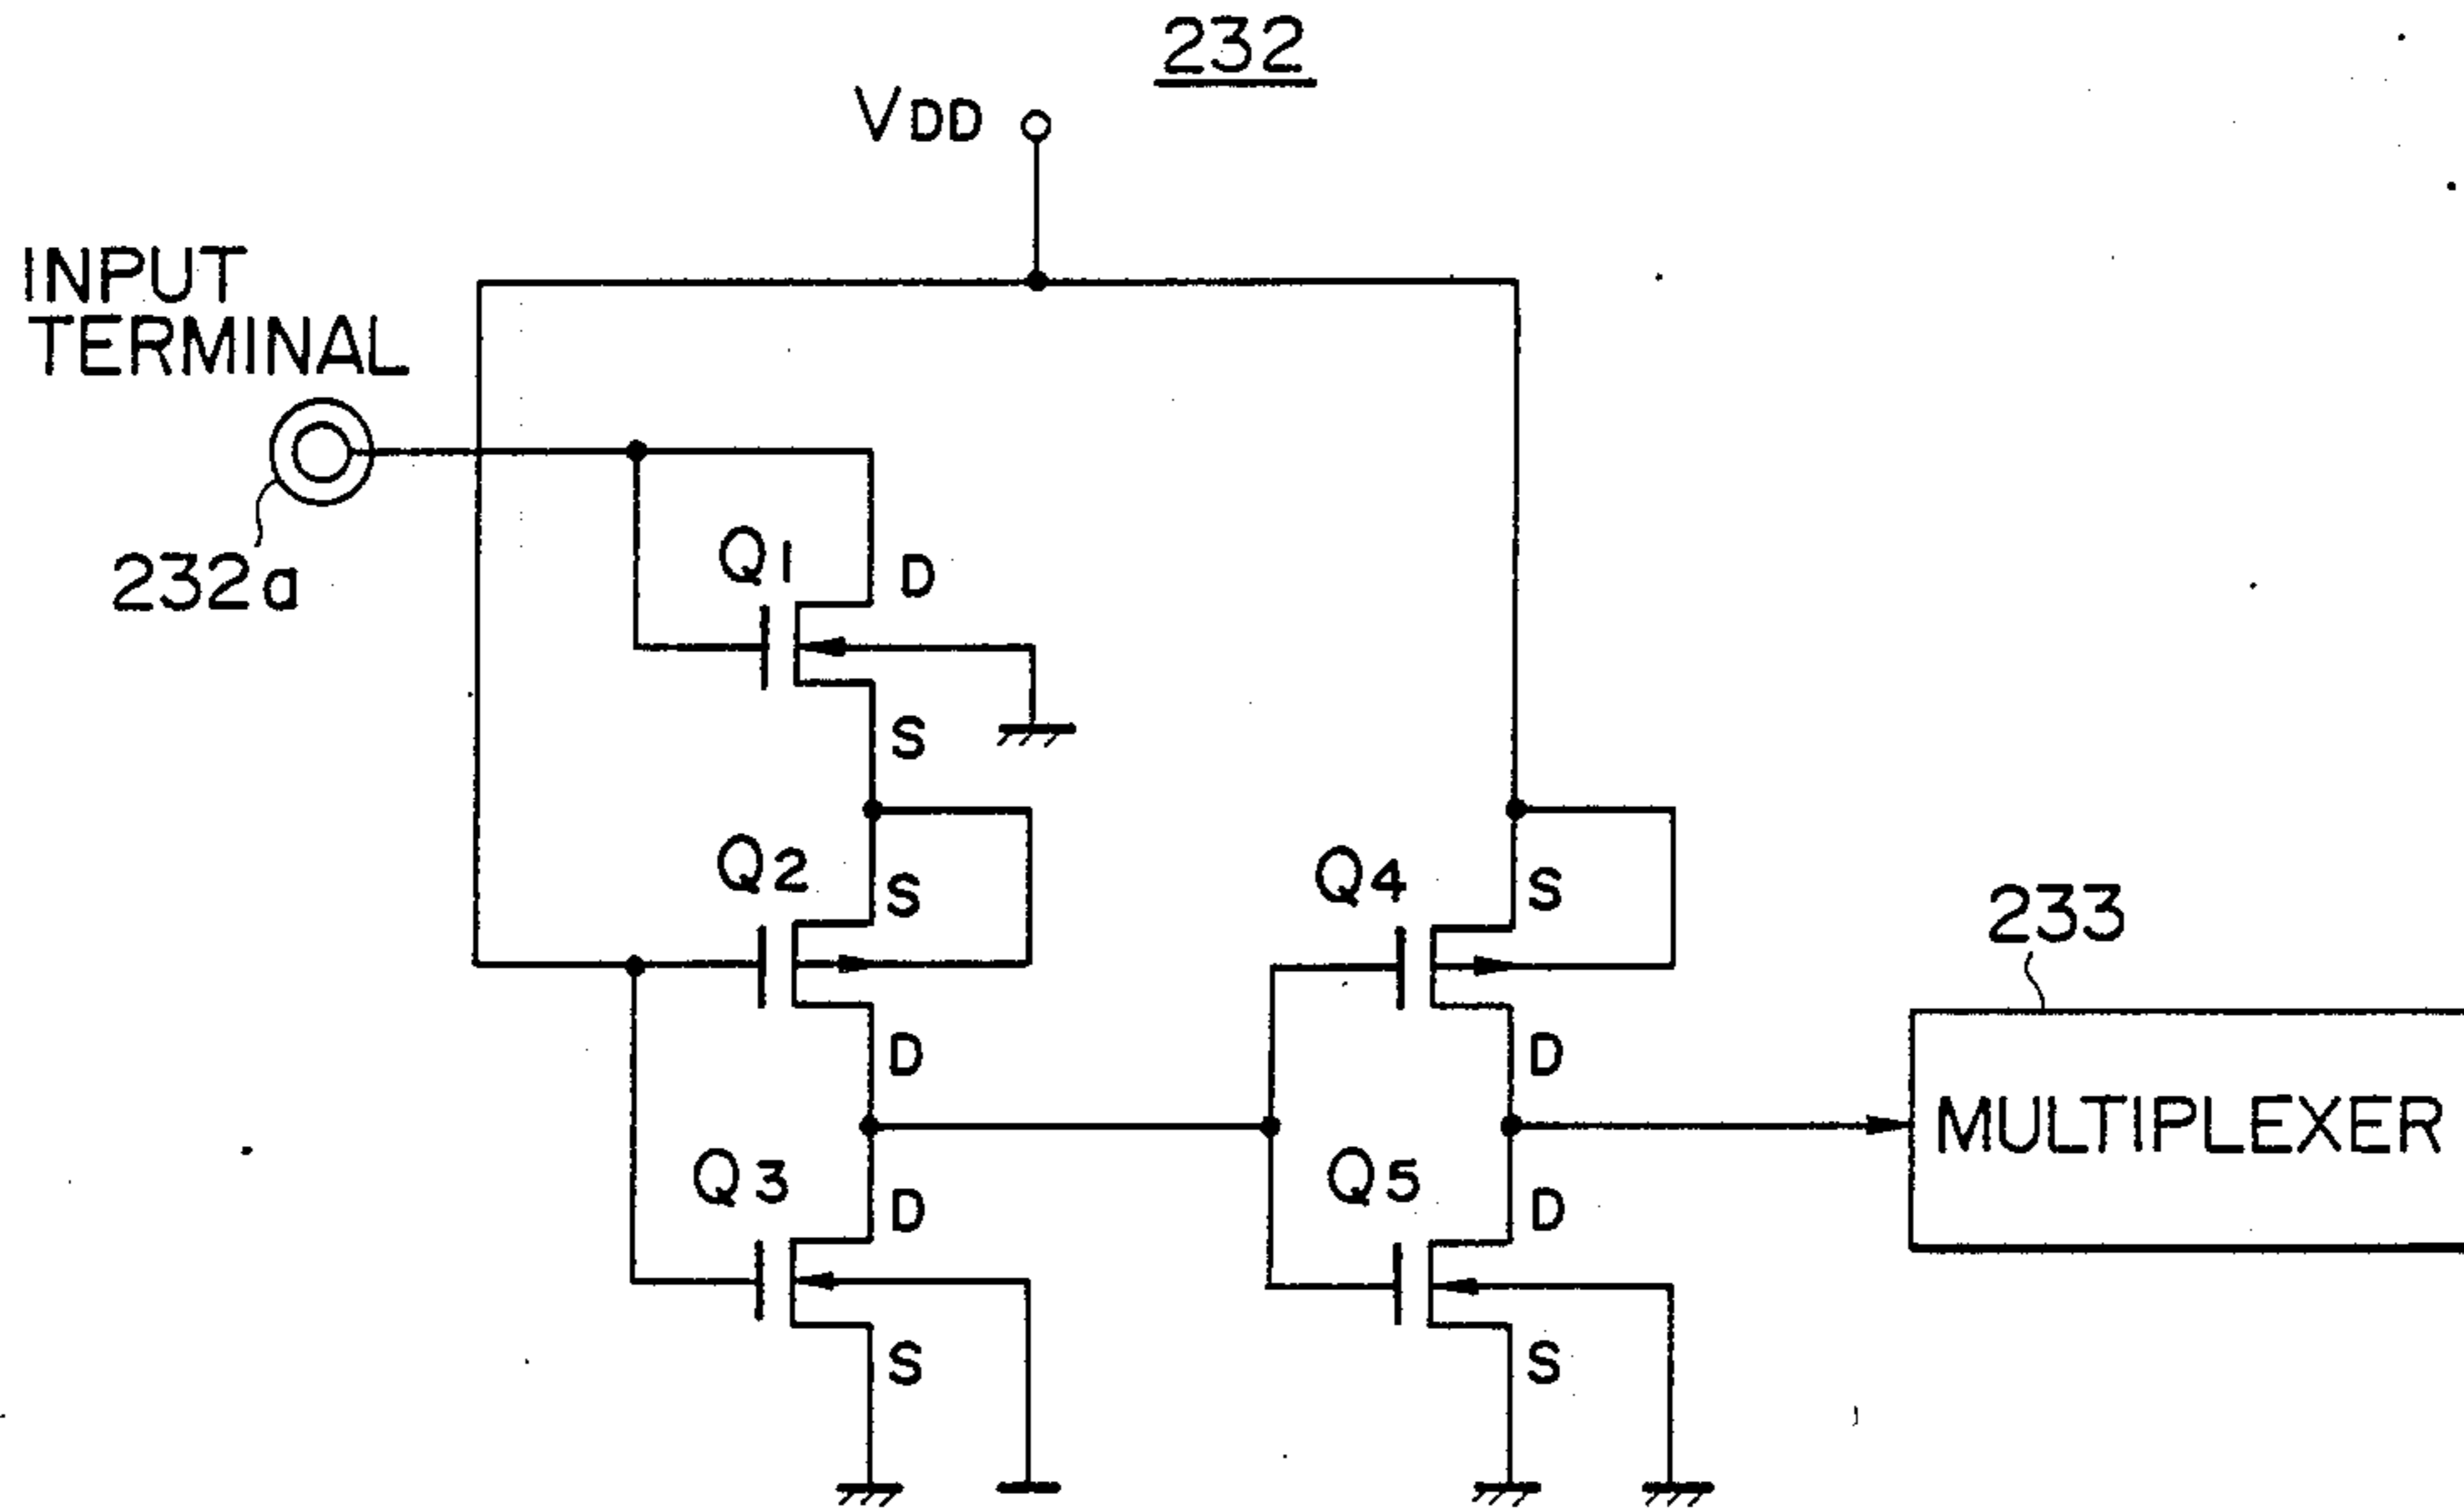 232
VDD
INPUT
TERMINAL
232a
Q1
D
S
Q2
S
D
Q4
S
D
233
MULTIPLEXER
Q3
D
S
Q5
D
S